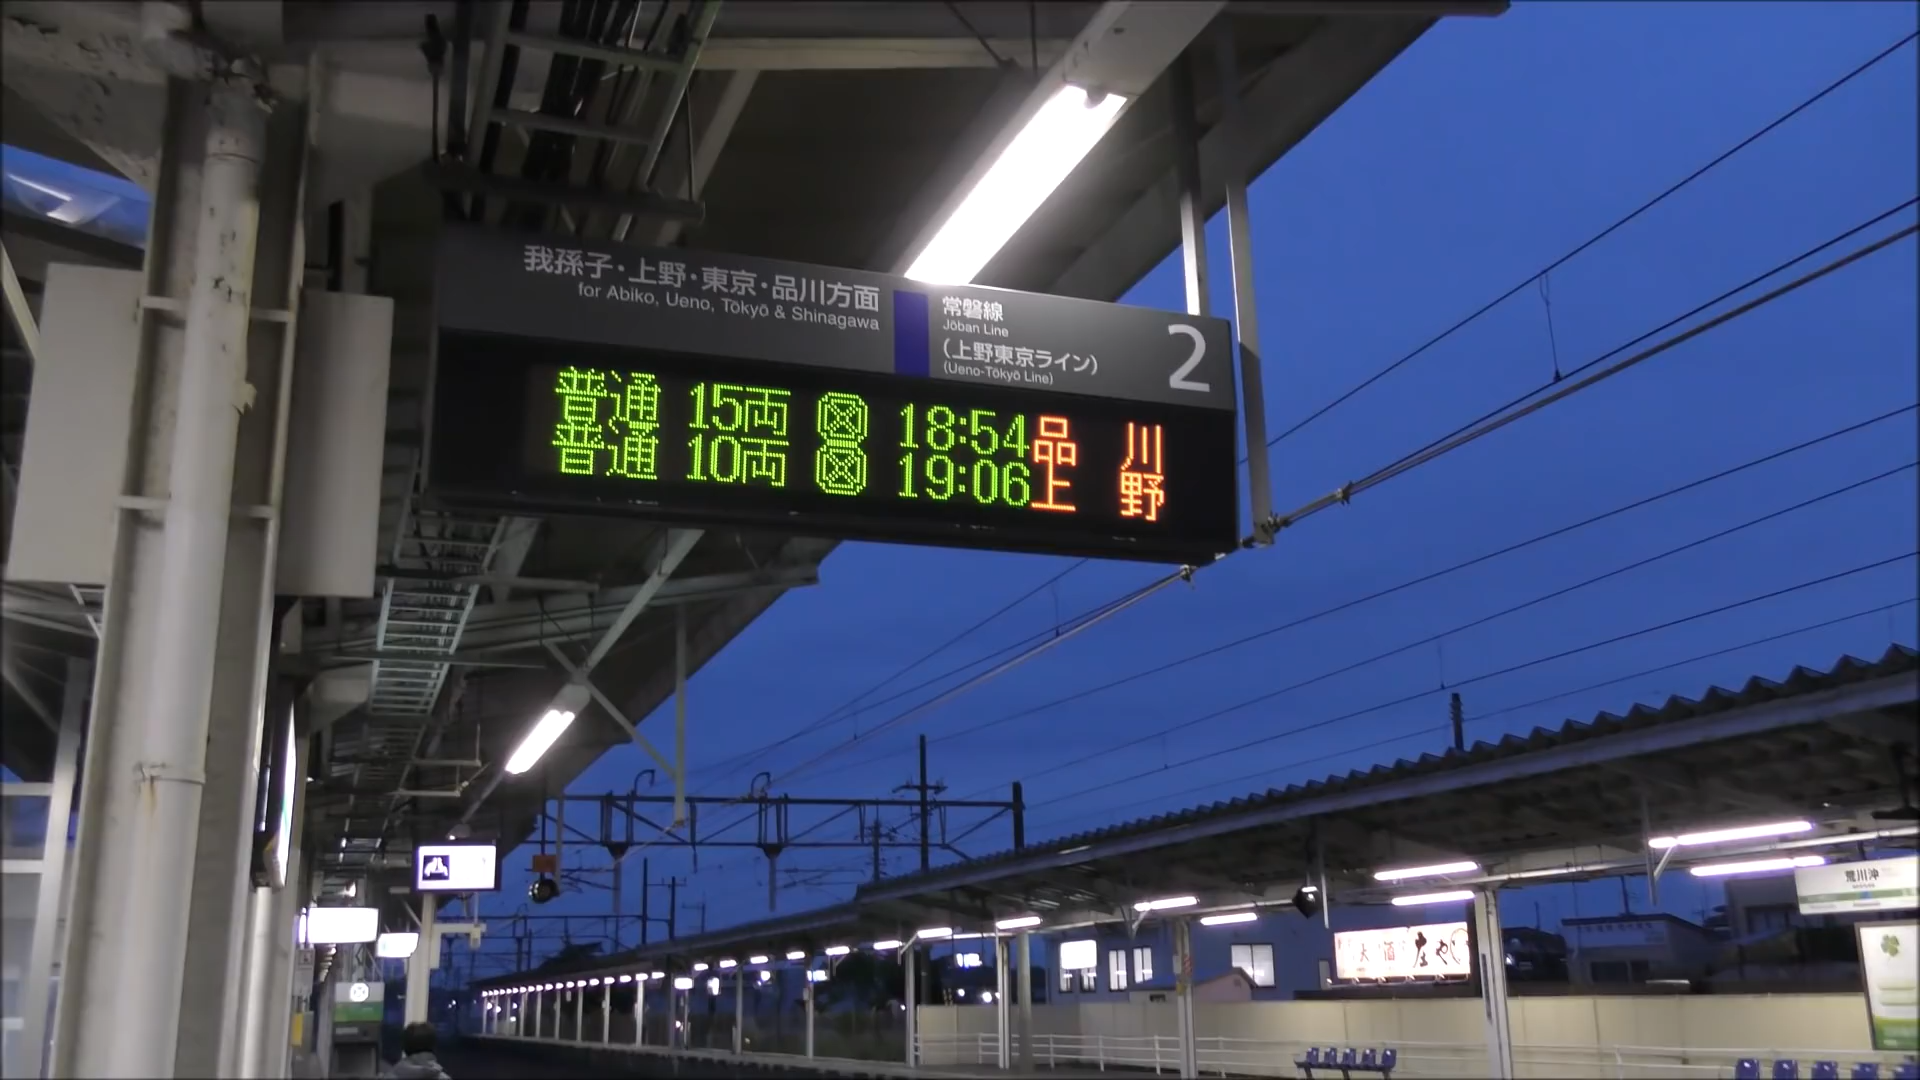 我孫子・上野・東京・品川方面
for Abiko, Ueno, Tōkyō & Shinagawa
常磐線
Jōban Line
(上野東京ライン)
(Ueno-Tōkyō Line)
2
普通 15両 18:54 品川
普通 10両 19:06 上野
荒川沖
庄や